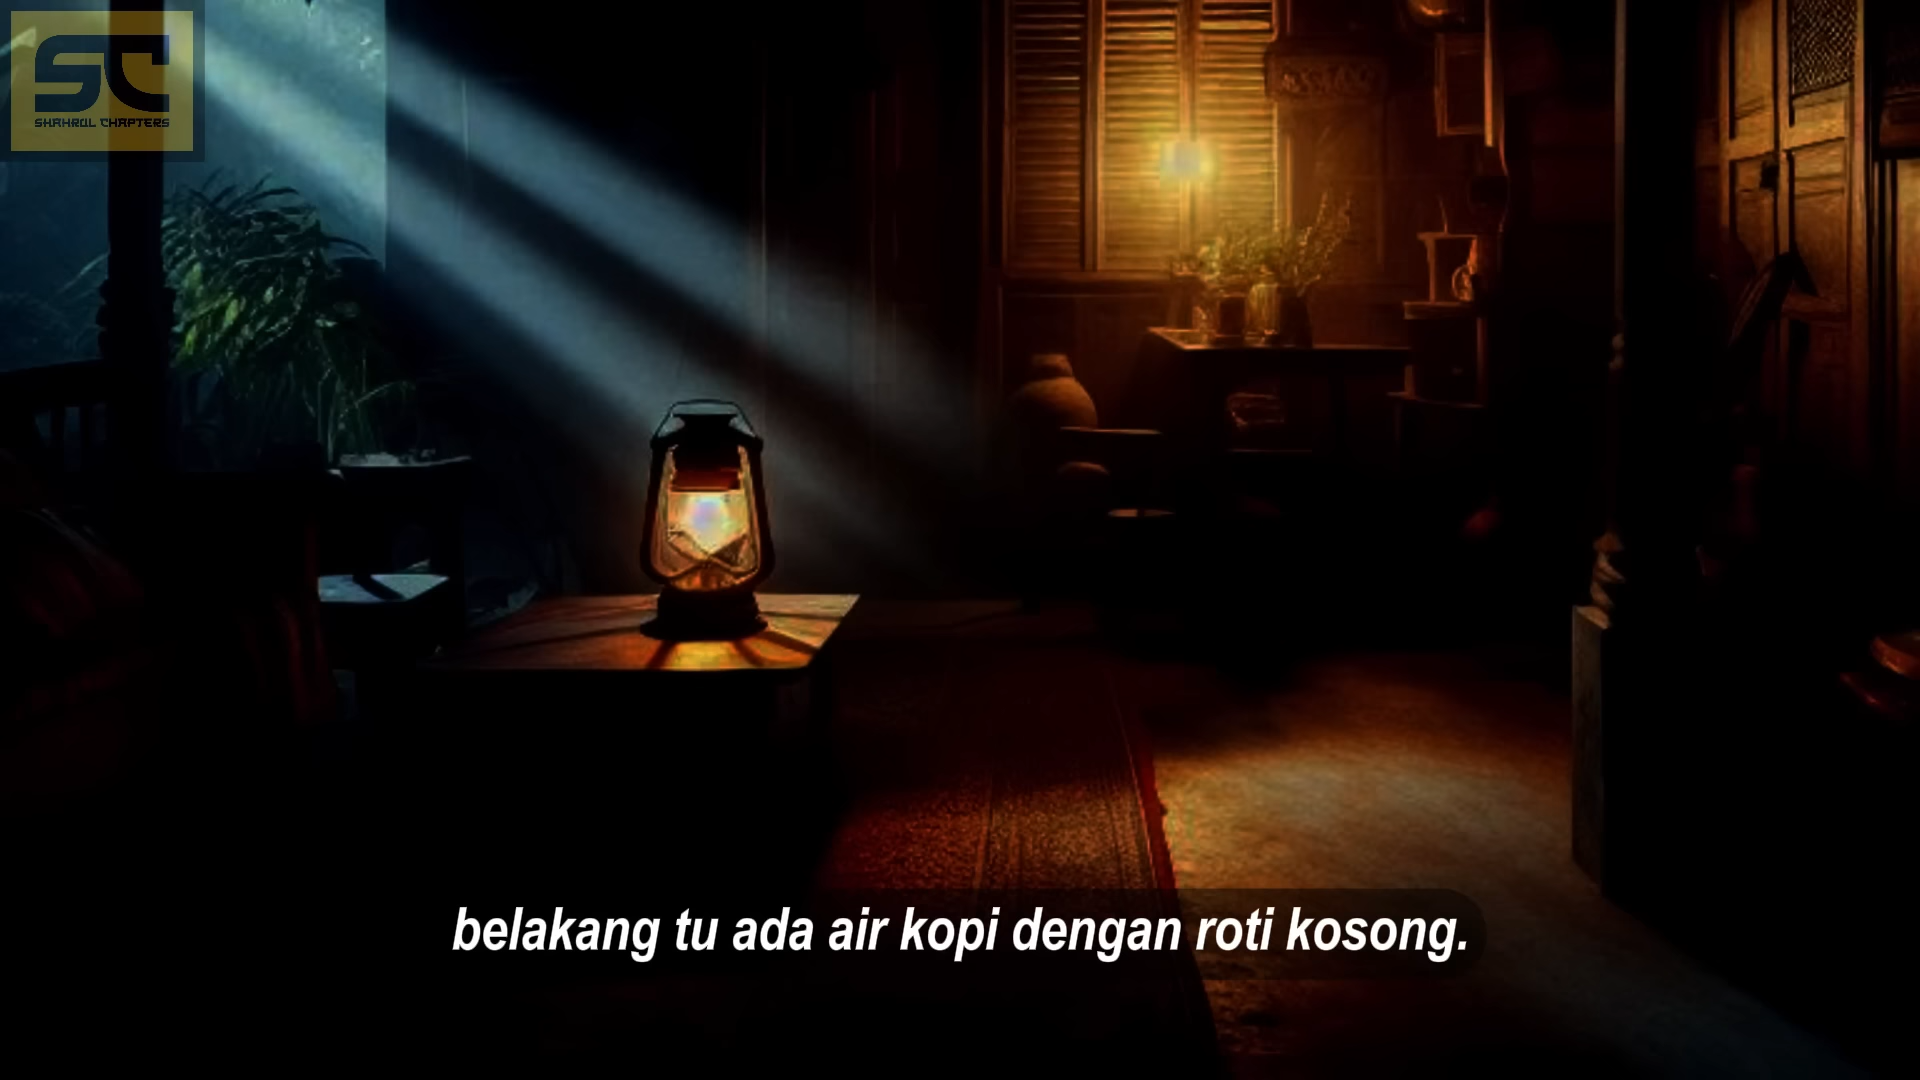 SC
SHAHRUL CHAPTERS
belakang tu ada air kopi dengan roti kosong.